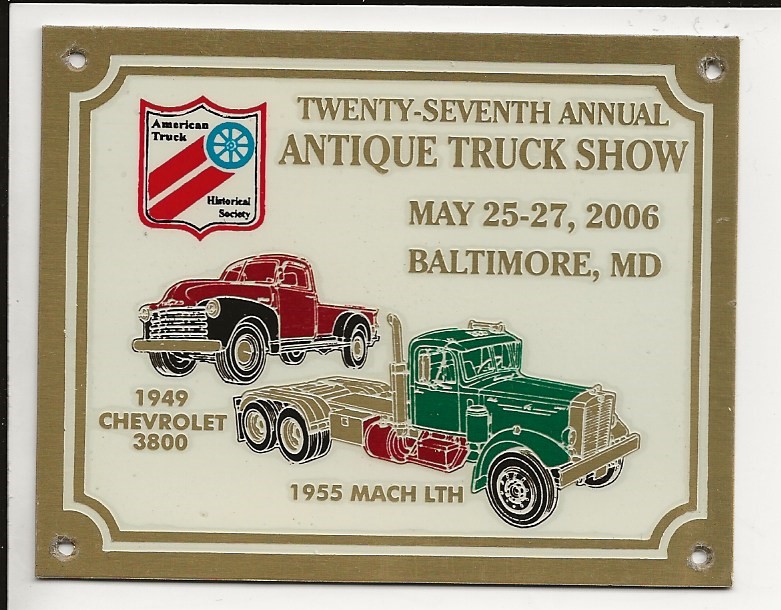 American
Truck
Historical
Society
TWENTY-SEVENTH ANNUAL
ANTIQUE TRUCK SHOW
MAY 25-27, 2006
BALTIMORE, MD
1949
CHEVROLET
3800
1955 MACH LTH